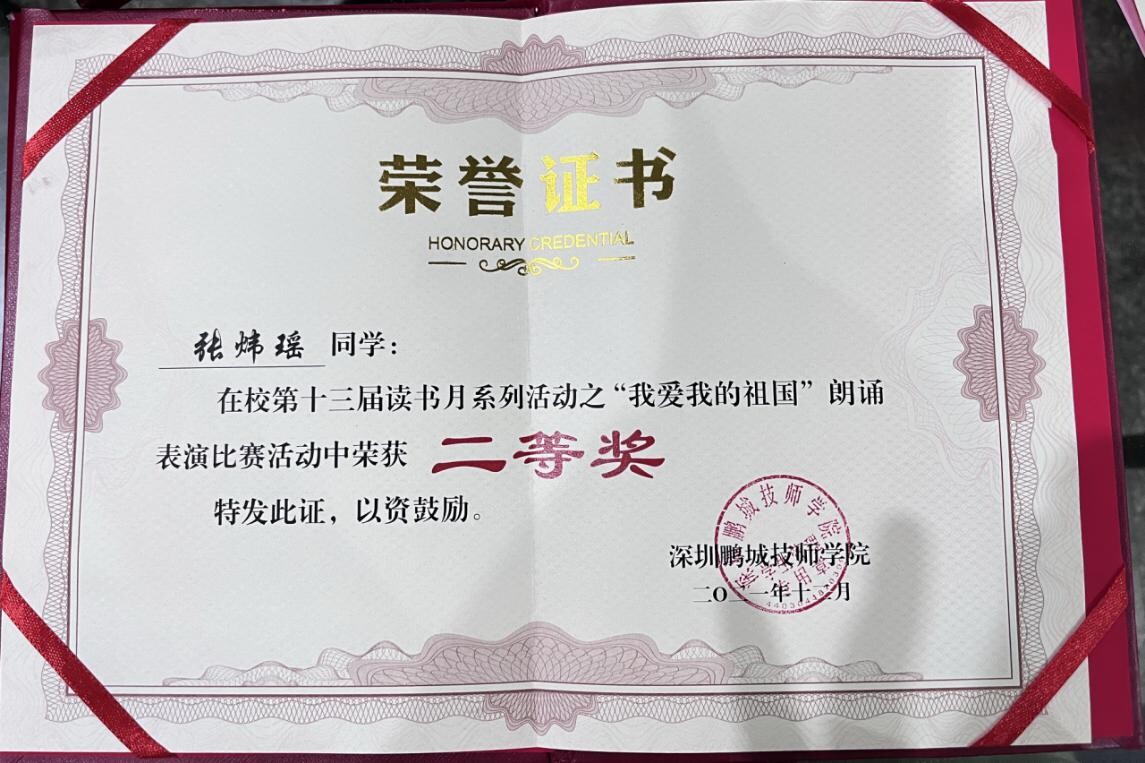 荣誉证书
HONORARY CREDENTIAL
张炜瑶 同学：
在校第十三届读书月系列活动之“我爱我的祖国”朗诵
表演比赛活动中荣获 二等奖
特发此证，以资鼓励。
深圳鹏城技师学院
二〇二一年十二月